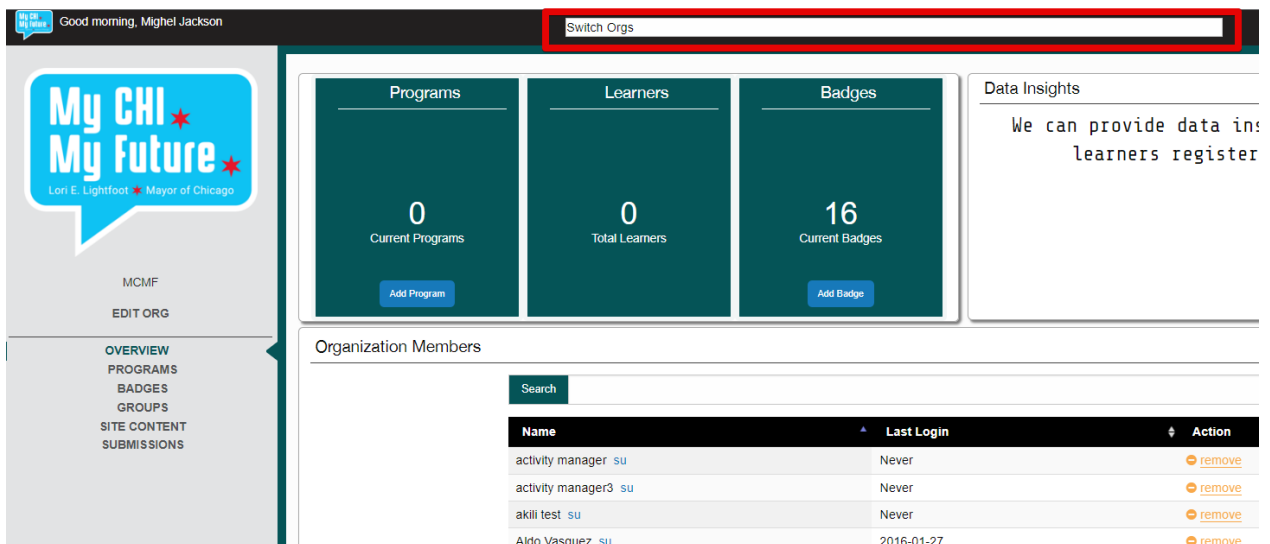 My CHI.
My Future.
Good morning, Mighel Jackson
Switch Orgs
My CHI
My Future
Lori E. Lightfoot ✶ Mayor of Chicago
MCMF
EDIT ORG
OVERVIEW
PROGRAMS
BADGES
GROUPS
SITE CONTENT
SUBMISSIONS
Programs
0
Current Programs
Add Program
Learners
0
Total Learners
Badges
16
Current Badges
Add Badge
Data Insights
We can provide data ins
learners register
Organization Members
Search
Name Last Login Action
activity manager su Never remove
activity manager3 su Never remove
akili test su Never remove
Aldo Vasquez su 2016-01-27 remove